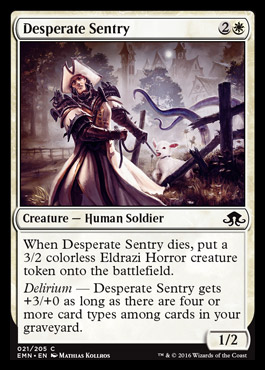 Desperate Sentry 2
Creature — Human Soldier
When Desperate Sentry dies, put a
3/2 colorless Eldrazi Horror creature
token onto the battlefield.
Delirium — Desperate Sentry gets
+3/+0 as long as there are four or
more card types among cards in your
graveyard.
1/2
021/205 C
EMN • EN Mathias Kollros
™ & © 2016 Wizards of the Coast